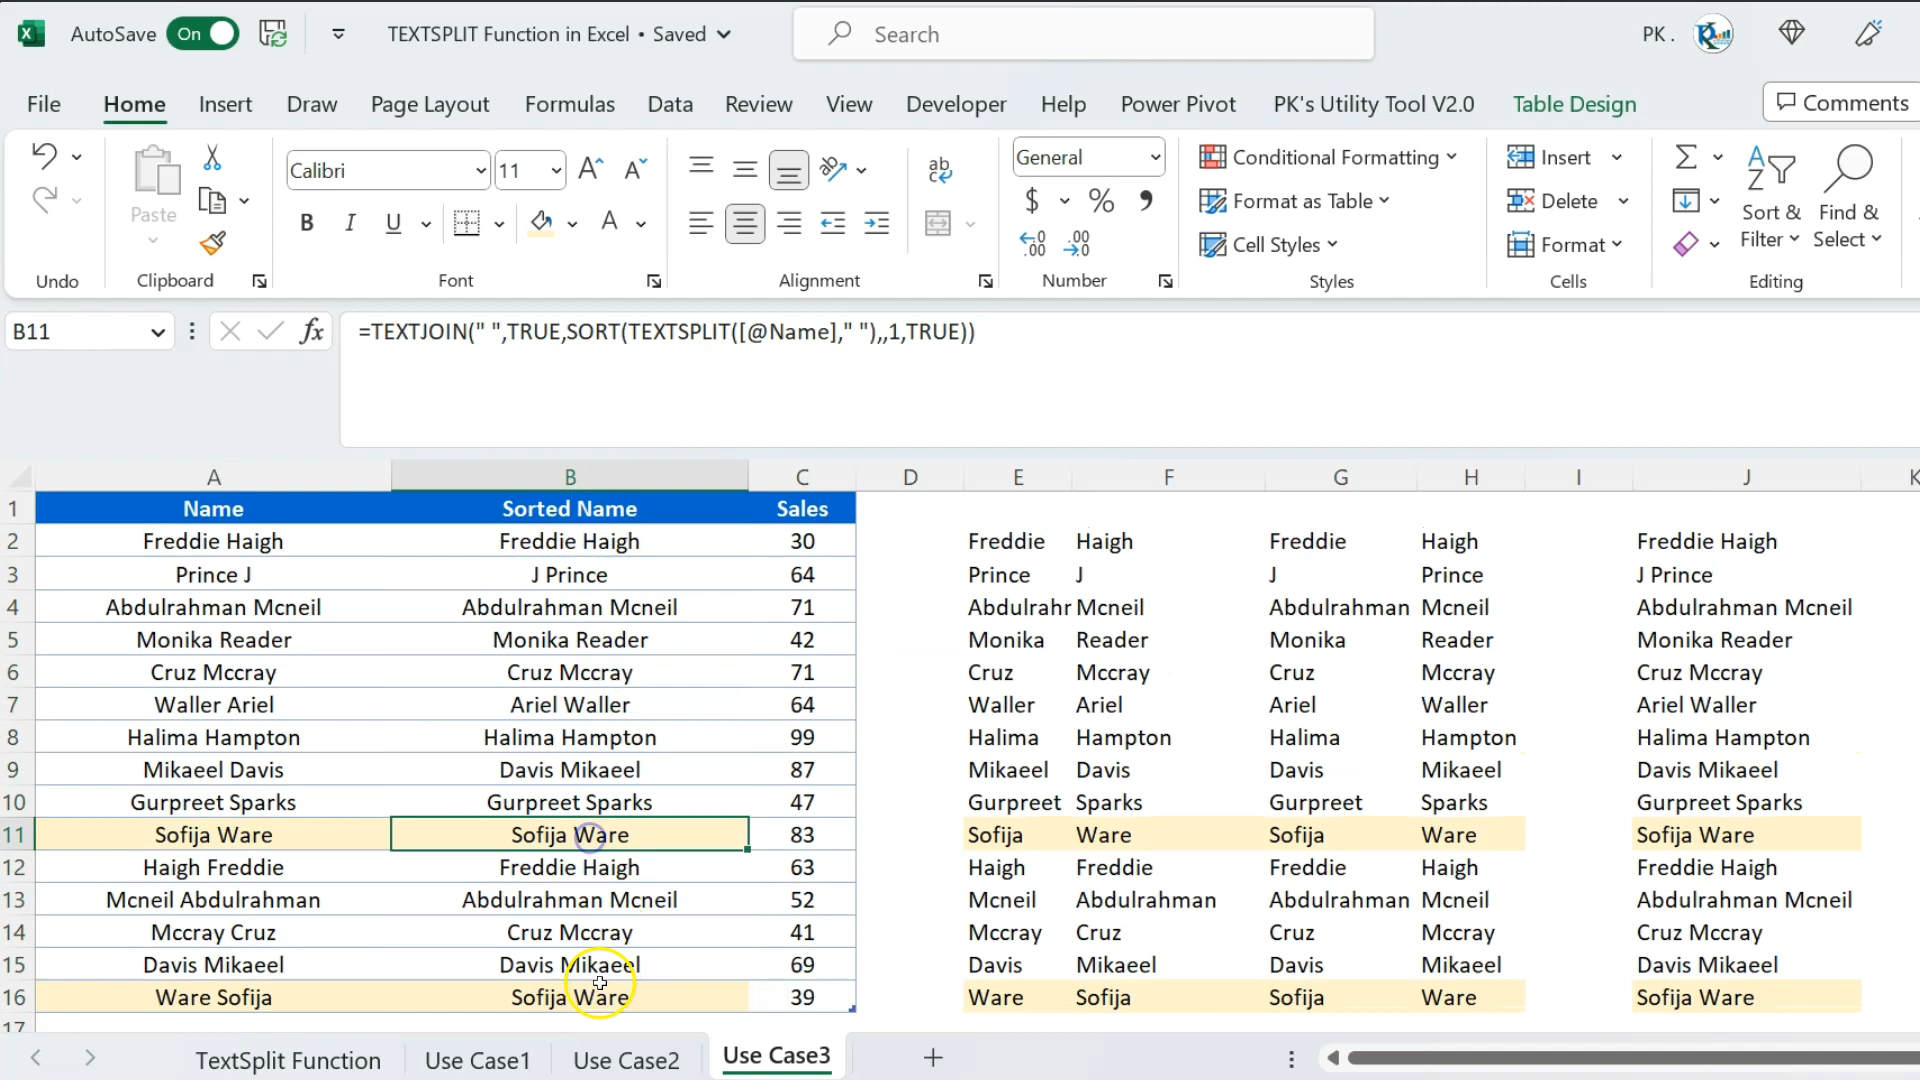 AutoSave On TEXTSPLIT Function in Excel • Saved Search PK .
File Home Insert Draw Page Layout Formulas Data Review View Developer Help Power Pivot PK's Utility Tool V2.0 Table Design Comments
Calibri 11 General Conditional Formatting Insert
Paste B I U A $ % Format as Table Delete Sort & Find &
Cell Styles Format Filter Select
Undo Clipboard Font Alignment Number Styles Cells Editing
B11 fx =TEXTJOIN(" ",TRUE,SORT(TEXTSPLIT([@Name]," "),,1,TRUE))
A B C D E F G H I J K
1 Name Sorted Name Sales
2 Freddie Haigh Freddie Haigh 30 Freddie Haigh Freddie Haigh Freddie Haigh
3 Prince J J Prince 64 Prince J J Prince J Prince
4 Abdulrahman Mcneil Abdulrahman Mcneil 71 Abdulrahr Mcneil Abdulrahman Mcneil Abdulrahman Mcneil
5 Monika Reader Monika Reader 42 Monika Reader Monika Reader Monika Reader
6 Cruz Mccray Cruz Mccray 71 Cruz Mccray Cruz Mccray Cruz Mccray
7 Waller Ariel Ariel Waller 64 Waller Ariel Ariel Waller Ariel Waller
8 Halima Hampton Halima Hampton 99 Halima Hampton Halima Hampton Halima Hampton
9 Mikaeel Davis Davis Mikaeel 87 Mikaeel Davis Davis Mikaeel Davis Mikaeel
10 Gurpreet Sparks Gurpreet Sparks 47 Gurpreet Sparks Gurpreet Sparks Gurpreet Sparks
11 Sofija Ware Sofija Ware 83 Sofija Ware Sofija Ware Sofija Ware
12 Haigh Freddie Freddie Haigh 63 Haigh Freddie Freddie Haigh Freddie Haigh
13 Mcneil Abdulrahman Abdulrahman Mcneil 52 Mcneil Abdulrahman Abdulrahman Mcneil Abdulrahman Mcneil
14 Mccray Cruz Cruz Mccray 41 Mccray Cruz Cruz Mccray Cruz Mccray
15 Davis Mikaeel Davis Mikaeel 69 Davis Mikaeel Davis Mikaeel Davis Mikaeel
16 Ware Sofija Sofija Ware 39 Ware Sofija Sofija Ware Sofija Ware
17
TextSplit Function Use Case1 Use Case2 Use Case3